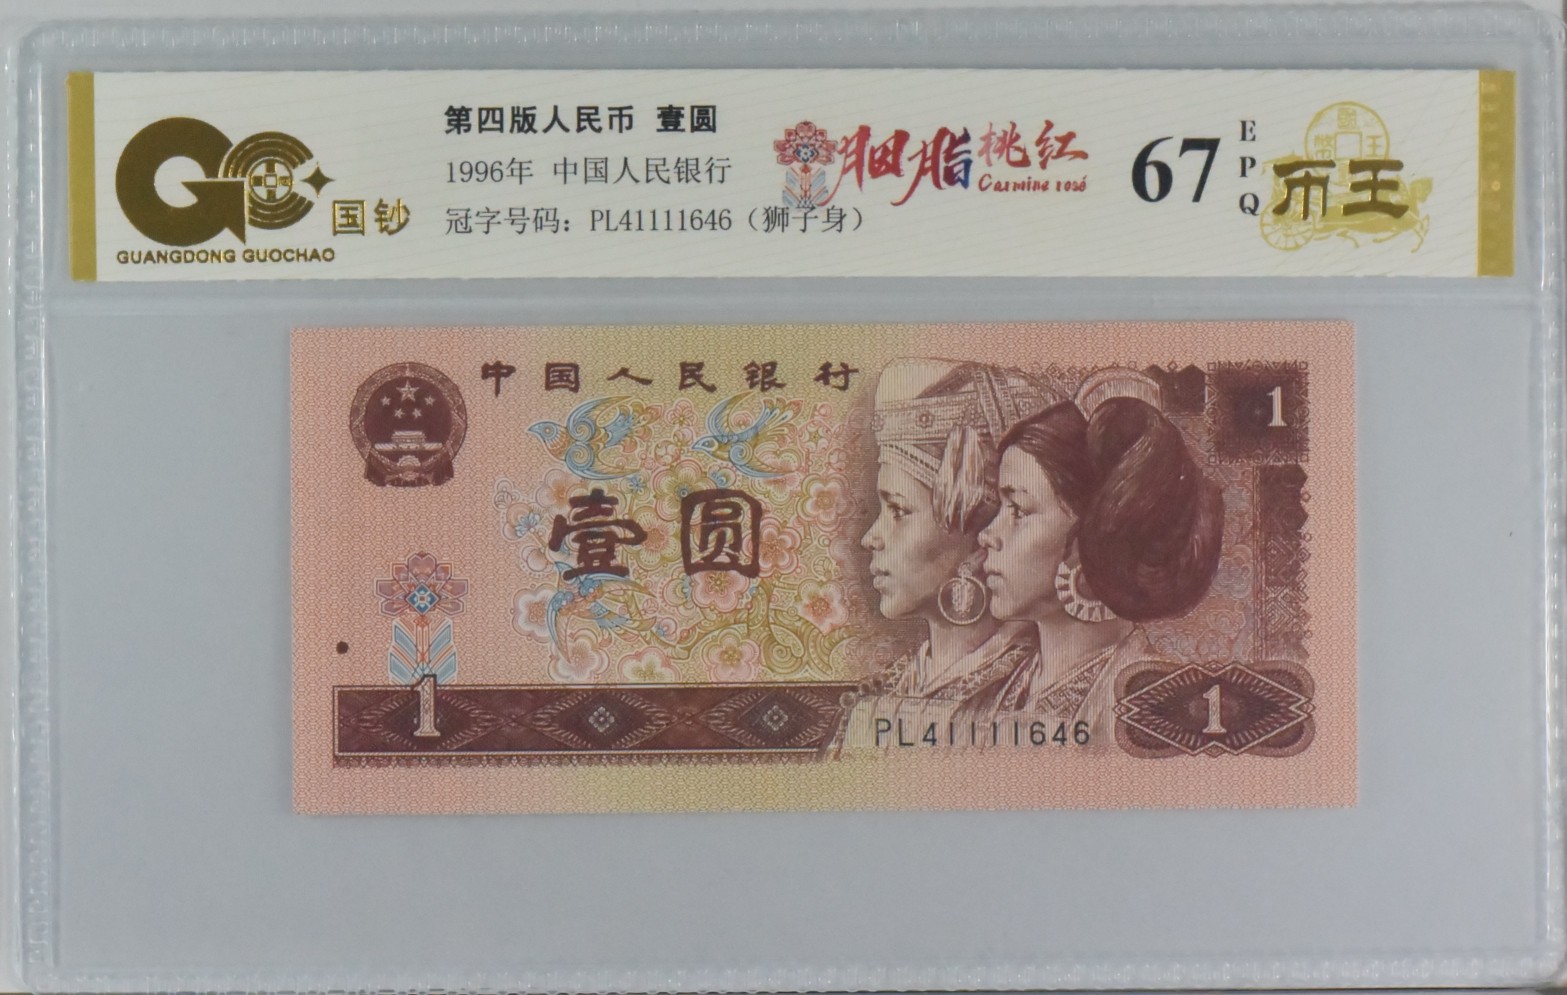 第四版人民币 壹圆
1996年 中国人民银行
冠字号码：PL41111646（狮子身）
国钞
GUANGDONG GUOCHAO
胭脂桃红
Carmine rosé
67
EPQ
币王
中国人民银行
1
壹圆
1
PL41111646
1